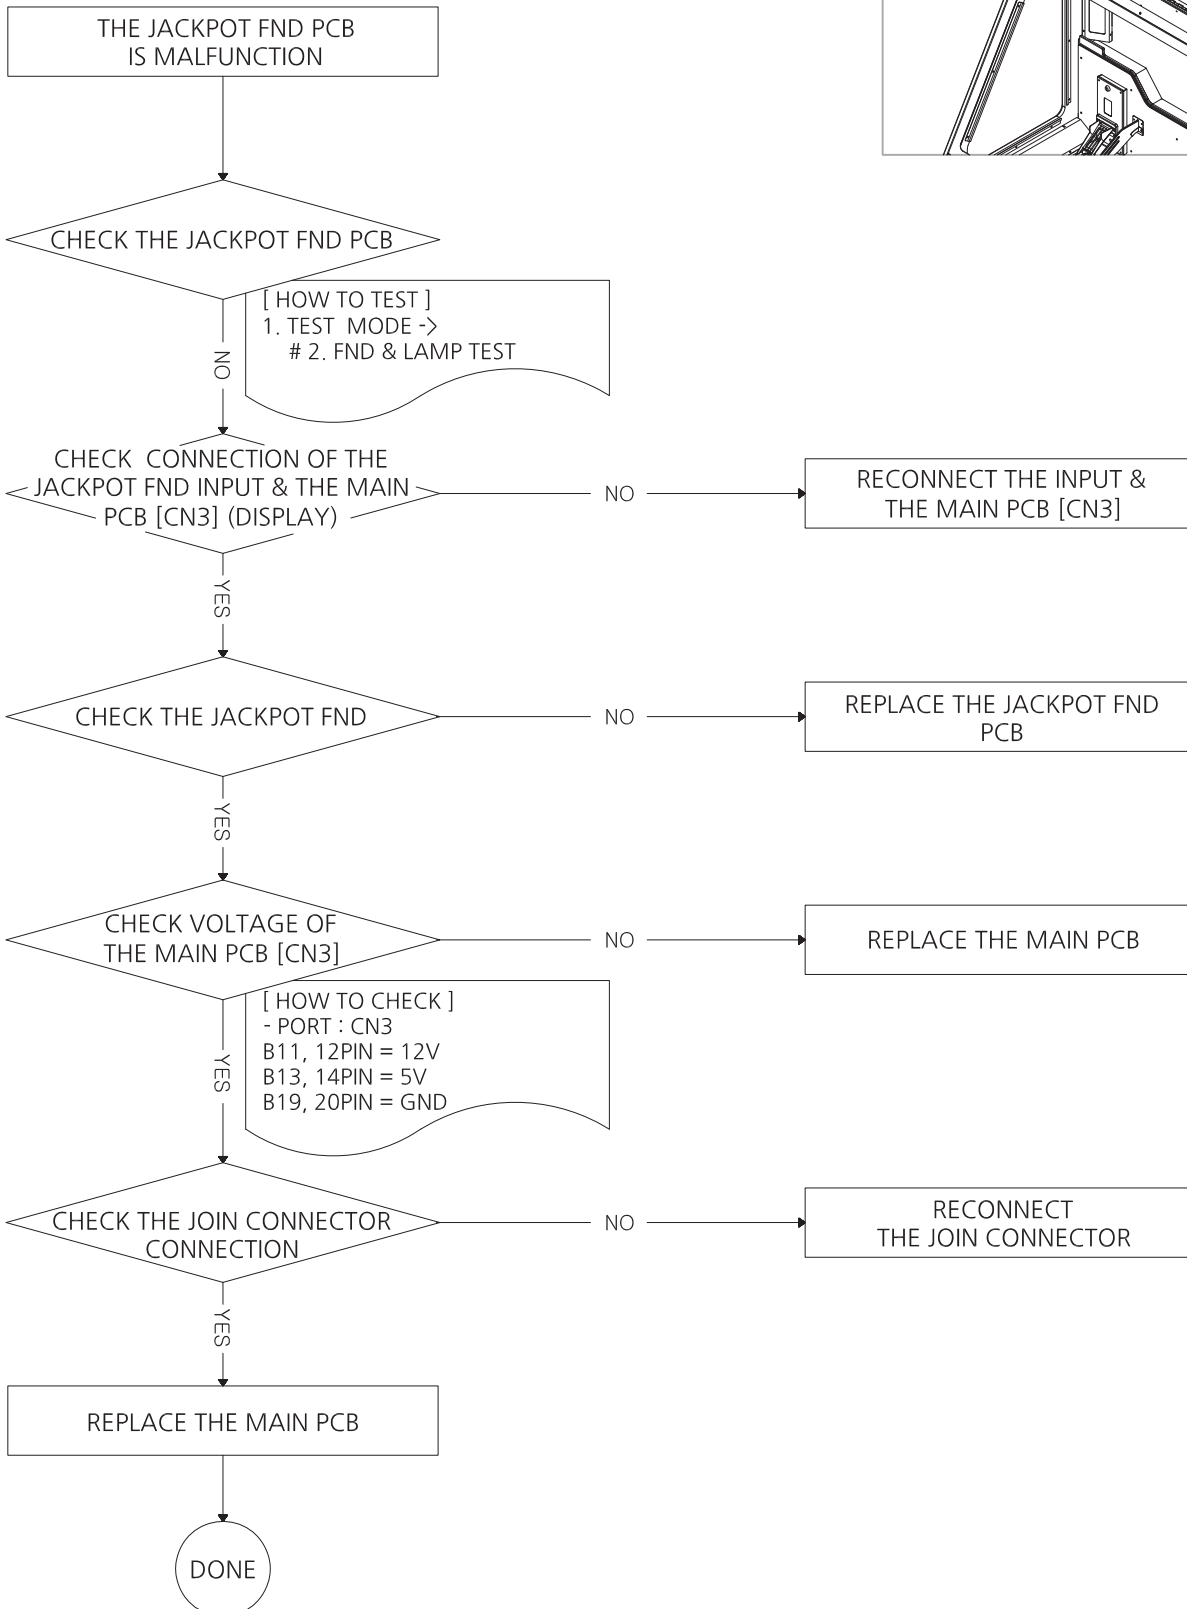 THE JACKPOT FND PCB
IS MALFUNCTION
CHECK THE JACKPOT FND PCB
[ HOW TO TEST ]
1. TEST MODE ->
# 2. FND & LAMP TEST
NO
CHECK CONNECTION OF THE
JACKPOT FND INPUT & THE MAIN
PCB [CN3] (DISPLAY)
NO
RECONNECT THE INPUT &
THE MAIN PCB [CN3]
YES
CHECK THE JACKPOT FND
NO
REPLACE THE JACKPOT FND
PCB
YES
CHECK VOLTAGE OF
THE MAIN PCB [CN3]
NO
REPLACE THE MAIN PCB
[ HOW TO CHECK ]
- PORT : CN3
B11, 12PIN = 12V
B13, 14PIN = 5V
B19, 20PIN = GND
YES
CHECK THE JOIN CONNECTOR
CONNECTION
NO
RECONNECT
THE JOIN CONNECTOR
YES
REPLACE THE MAIN PCB
DONE